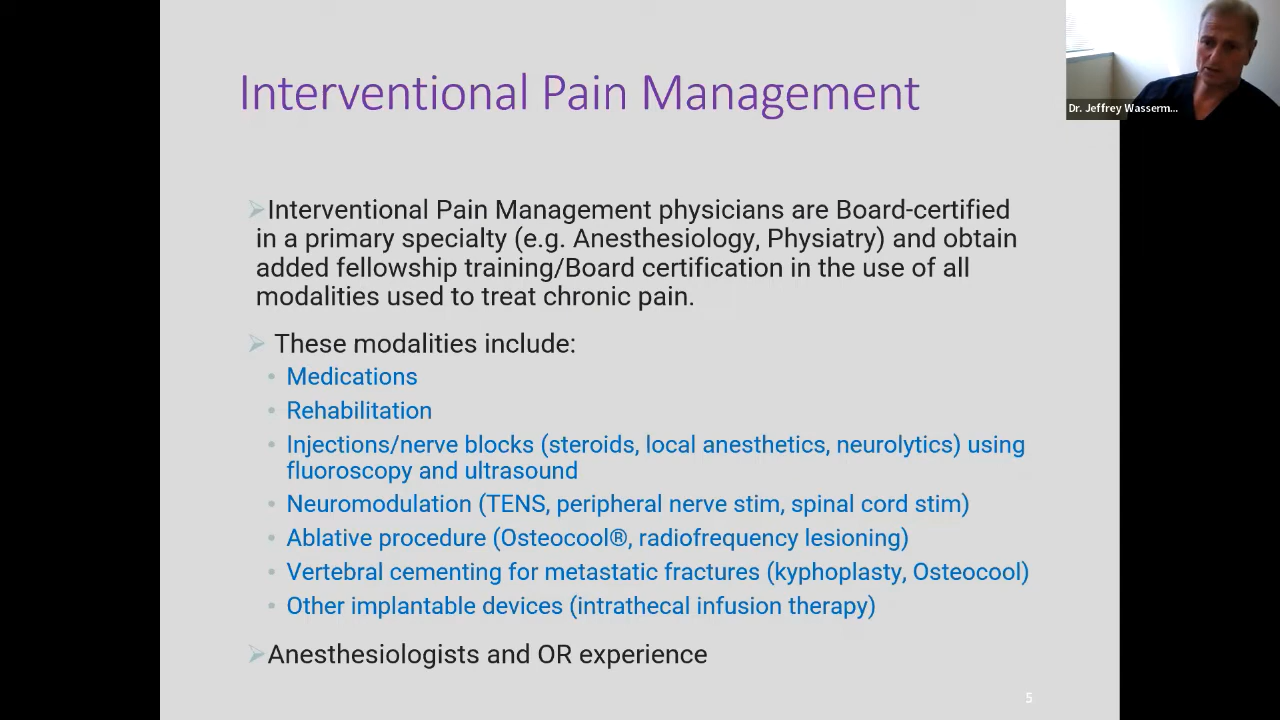 Interventional Pain Management
Dr. Jeffrey Wasserm...
➢Interventional Pain Management physicians are Board-certified
in a primary specialty (e.g. Anesthesiology, Physiatry) and obtain
added fellowship training/Board certification in the use of all
modalities used to treat chronic pain.
➢ These modalities include:
• Medications
• Rehabilitation
• Injections/nerve blocks (steroids, local anesthetics, neurolytics) using
fluoroscopy and ultrasound
• Neuromodulation (TENS, peripheral nerve stim, spinal cord stim)
• Ablative procedure (Osteocool®, radiofrequency lesioning)
• Vertebral cementing for metastatic fractures (kyphoplasty, Osteocool)
• Other implantable devices (intrathecal infusion therapy)
➢Anesthesiologists and OR experience
5